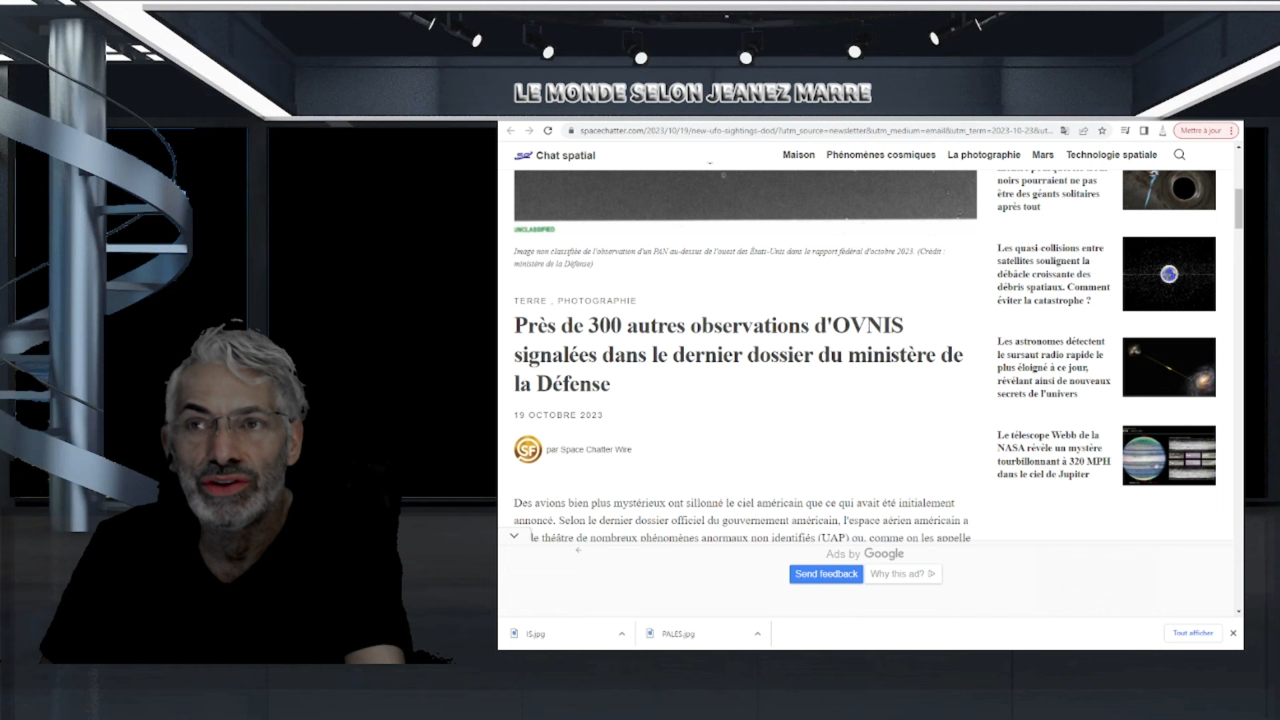 LE MONDE SELON JEANEZ MARRE
spacechatter.com/2023/10/19/new-ufo-sightings-dod/?utm_source=newsletter&utm_medium=email&utm_term=2023-10-23&ut...
Mettre à jour
Chat spatial
Maison Phénomènes cosmiques La photographie Mars Technologie spatiale
UNCLASSIFIED
Image non classifiée de l'observation d'un PAN au-dessus de l'ouest des États-Unis dans le rapport fédéral d'octobre 2023. (Crédit :
ministère de la Défense)
TERRE , PHOTOGRAPHIE
Près de 300 autres observations d'OVNIS
signalées dans le dernier dossier du ministère de
la Défense
19 OCTOBRE 2023
SF
par Space Chatter Wire
Des avions bien plus mystérieux ont sillonné le ciel américain que ce qui avait été initialement
annoncé. Selon le dernier dossier officiel du gouvernement américain, l'espace aérien américain a
le théâtre de nombreux phénomènes anormaux non identifiés (UAP) ou, comme on les appelle
noirs pourraient ne pas
être des géants solitaires
après tout
Les quasi-collisions entre
satellites soulignent la
débâcle croissante des
débris spatiaux. Comment
éviter la catastrophe ?
Les astronomes détectent
le sursaut radio rapide le
plus éloigné à ce jour,
révélant ainsi de nouveaux
secrets de l'univers
Le télescope Webb de la
NASA révèle un mystère
tourbillonnant à 320 MPH
dans le ciel de Jupiter
Ads by Google
Send feedback Why this ad?
IS.jpg
PALES.jpg
Tout afficher